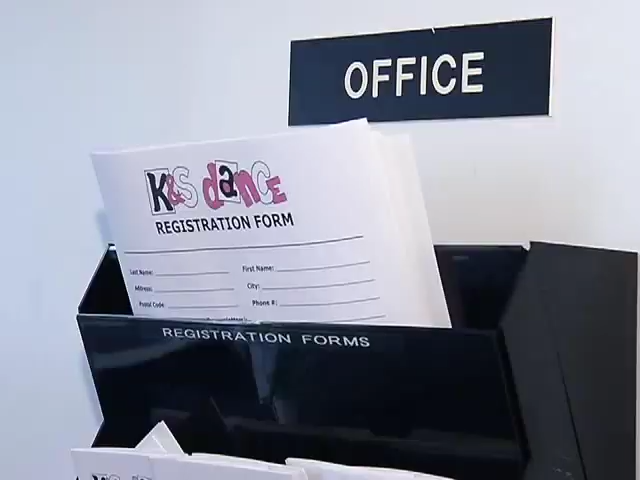 OFFICE
K&S dance
REGISTRATION FORM
Last Name: First Name:
Address: City:
Postal Code: Phone #:
REGISTRATION FORMS